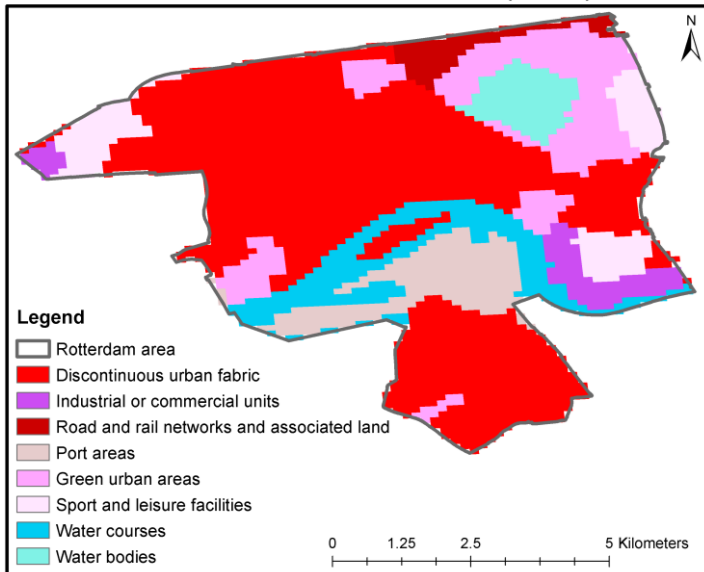 N
Legend
Rotterdam area
Discontinuous urban fabric
Industrial or commercial units
Road and rail networks and associated land
Port areas
Green urban areas
Sport and leisure facilities
Water courses
Water bodies
0 1.25 2.5 5 Kilometers